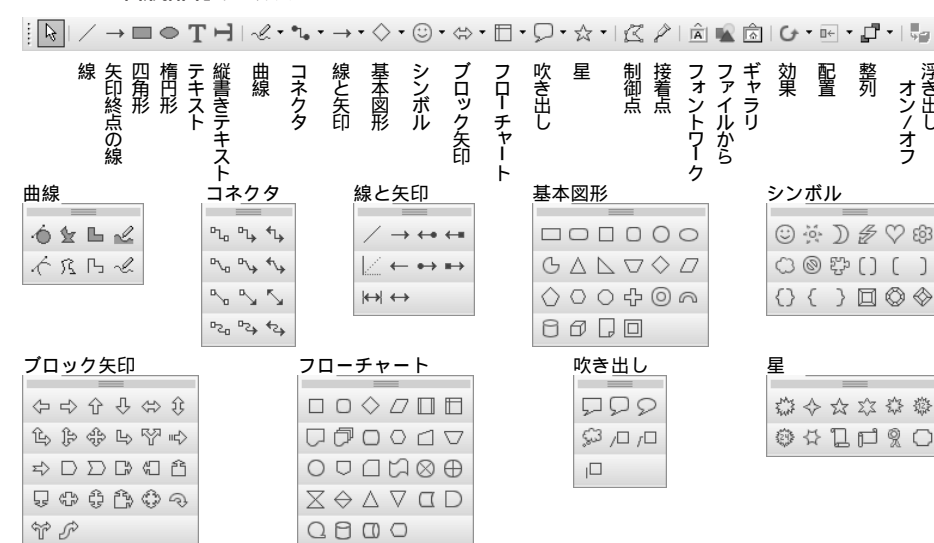 線
矢印終点の線
四角形
楕円形
テキスト
縦書きテキスト
曲線
コネクタ
線と矢印
基本図形
シンボル
ブロック矢印
フローチャート
吹き出し
星
制御点
接着点
フォントワーク
ファイルから
ギャラリ
効果
配置
整列
浮き出し
オン/オフ
曲線
コネクタ
線と矢印
基本図形
シンボル
ブロック矢印
フローチャート
吹き出し
星